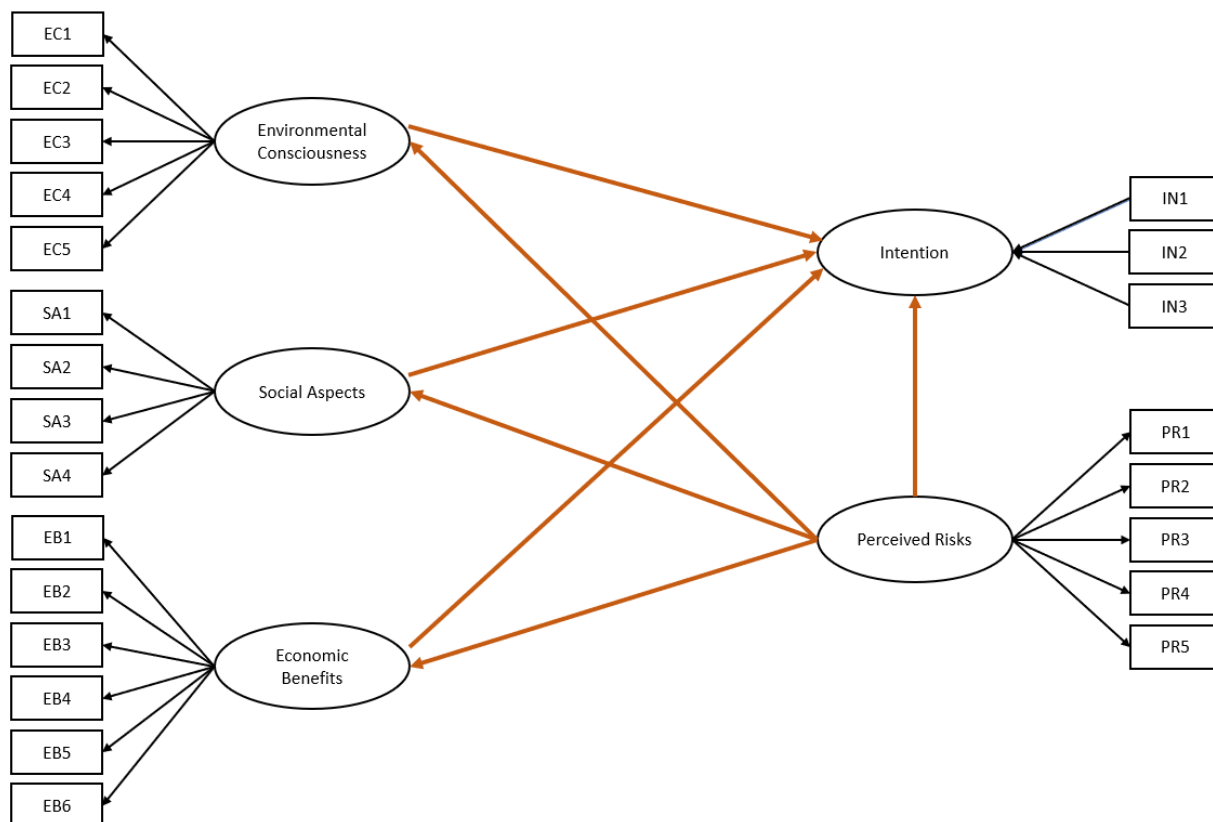 EC1
EC2
EC3
EC4
EC5
Environmental
Consciousness
SA1
SA2
SA3
SA4
Social Aspects
EB1
EB2
EB3
EB4
EB5
EB6
Economic
Benefits
Intention
IN1
IN2
IN3
Perceived Risks
PR1
PR2
PR3
PR4
PR5